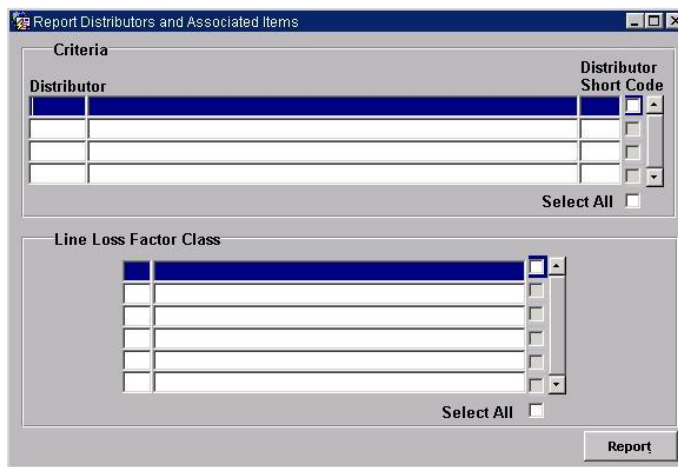 Report Distributors and Associated Items
Criteria
Distributor
Distributor
Short Code
Select All
Line Loss Factor Class
Select All
Report